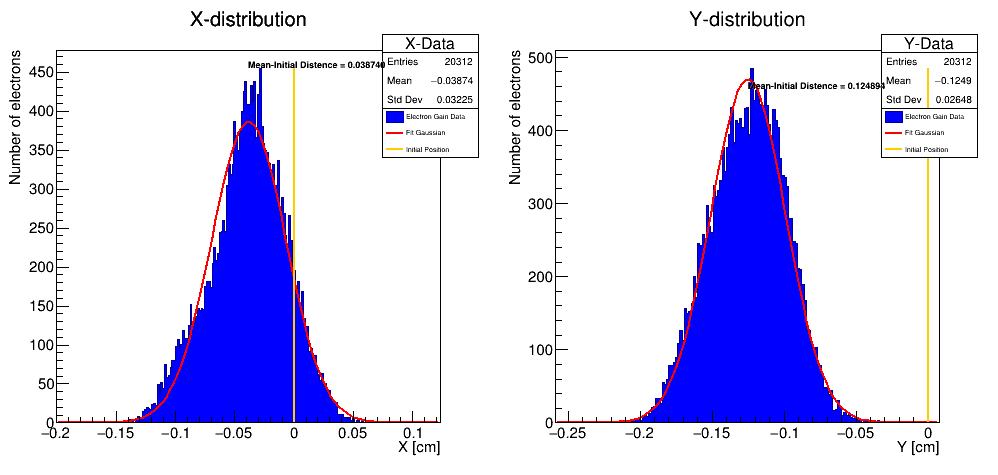 X-distribution
Number of electrons
Mean-Initial Distence = 0.038740
X-Data
Entries 20312
Mean −0.03874
Std Dev 0.03225
Electron Gain Data
Fit Gaussian
Initial Position
450
400
350
300
250
200
150
100
50
0
−0.2 −0.15 −0.1 −0.05 0 0.05 0.1
X [cm]
Y-distribution
Number of electrons
Mean-Initial Distence = 0.124894
Y-Data
Entries 20312
Mean −0.1249
Std Dev 0.02648
Electron Gain Data
Fit Gaussian
Initial Position
500
400
300
200
100
0
−0.25 −0.2 −0.15 −0.1 −0.05 0
Y [cm]